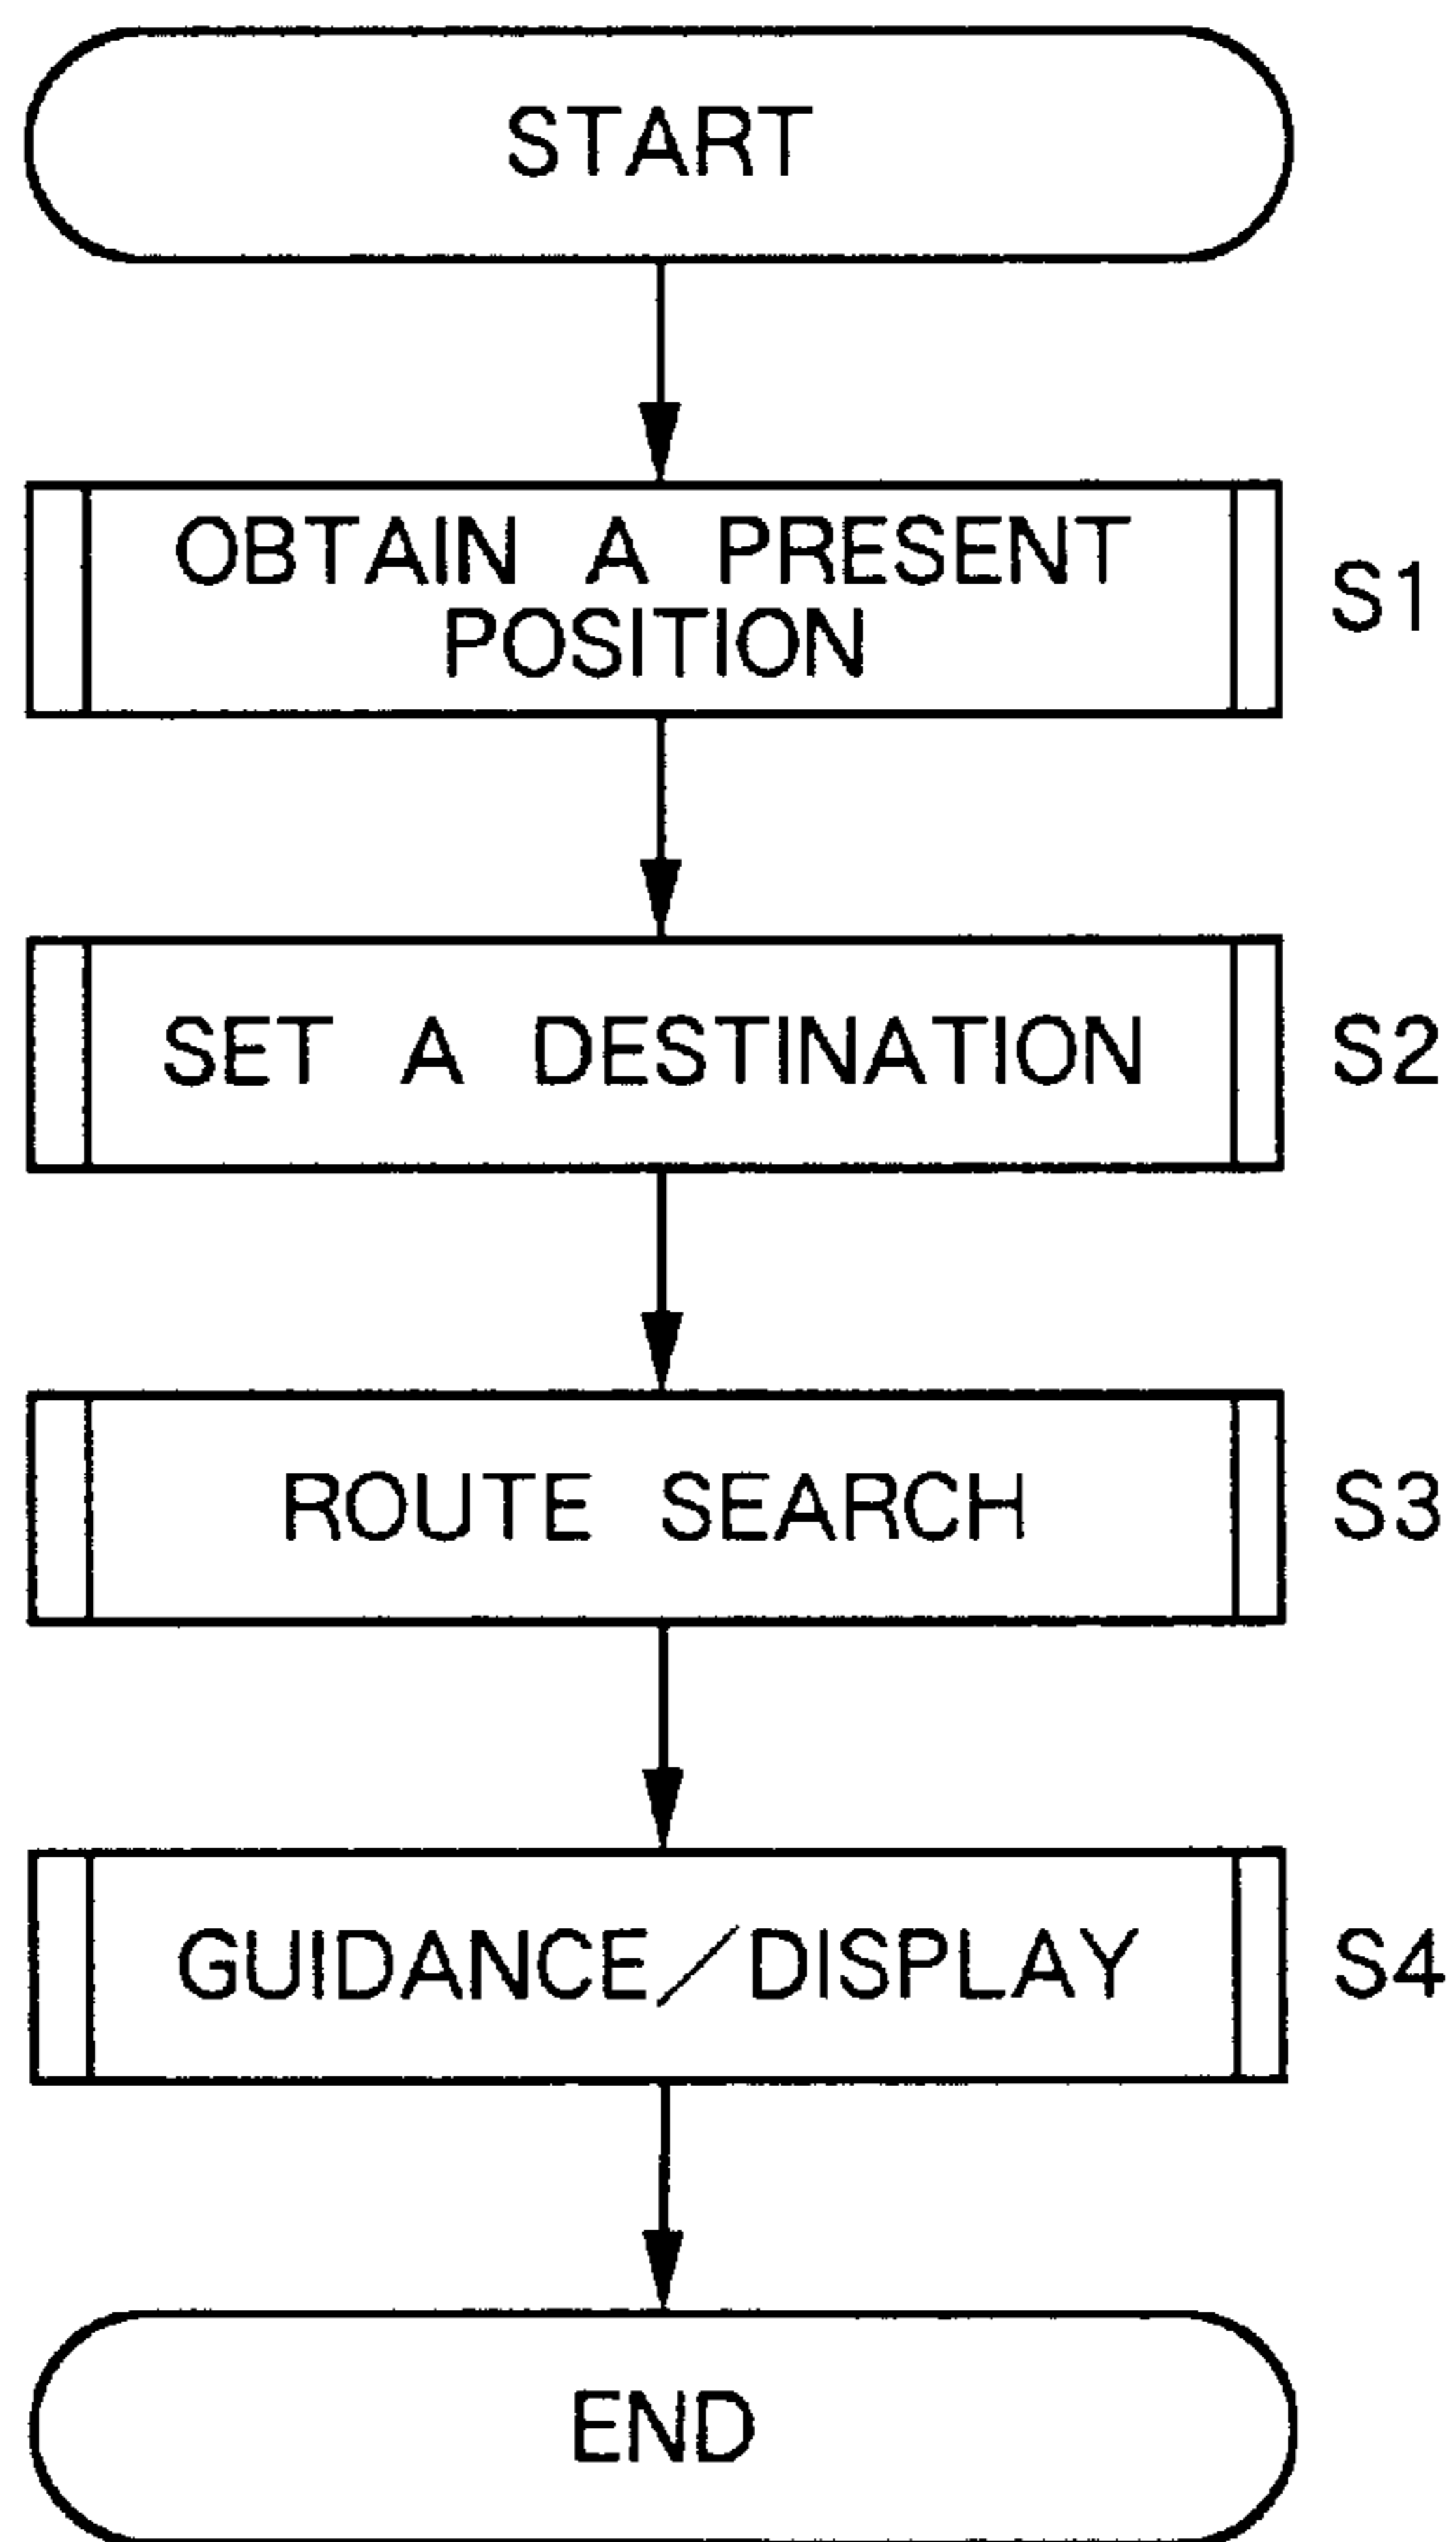 START
OBTAIN A PRESENT
POSITION
S1
SET A DESTINATION
S2
ROUTE SEARCH
S3
GUIDANCE/DISPLAY
S4
END